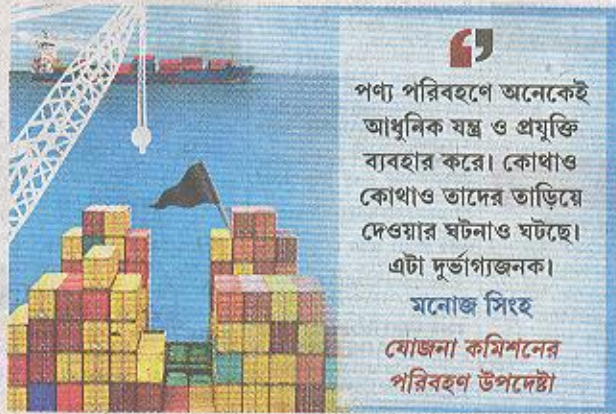 পণ্য পরিবহণে অনেকেই
আধুনিক যন্ত্র ও প্রযুক্তি
ব্যবহার করে। কোথাও
কোথাও তাদের তাড়িয়ে
দেওয়ার ঘটনাও ঘটছে।
এটা দুর্ভাগ্যজনক।
মনোজ সিংহ
যোজনা কমিশনের
পরিবহণ উপদেষ্টা